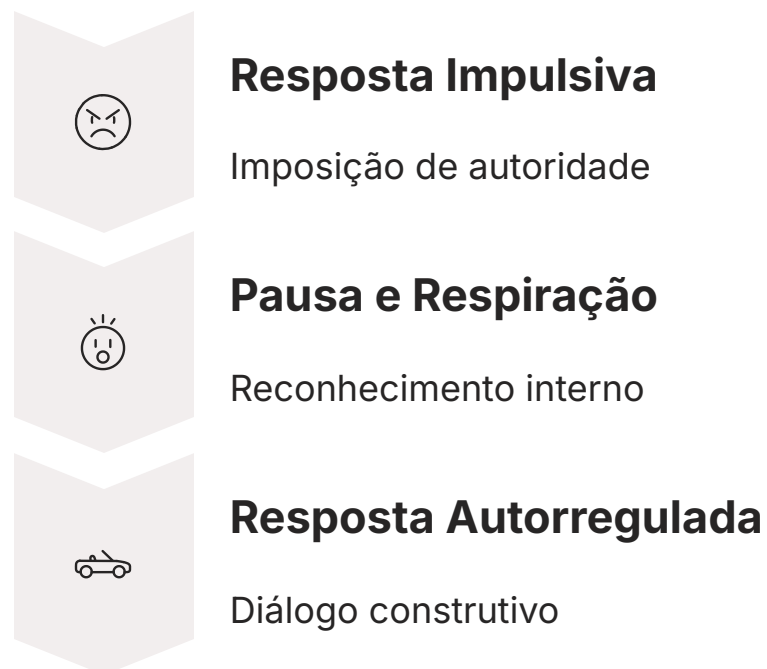 Resposta Impulsiva
Imposição de autoridade
Pausa e Respiração
Reconhecimento interno
Resposta Autorregulada
Diálogo construtivo